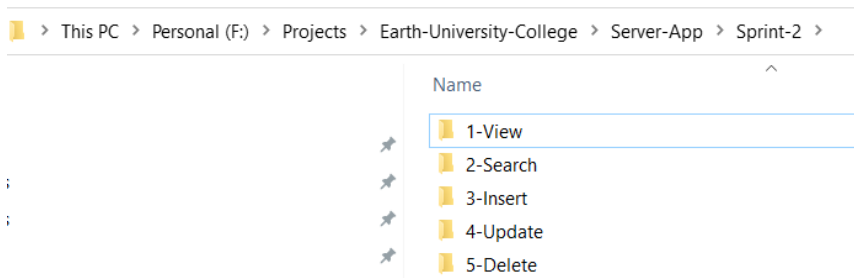 > This PC > Personal (F:) > Projects > Earth-University-College > Server-App > Sprint-2 >
Name
1-View
2-Search
s
3-Insert
s
4-Update
5-Delete